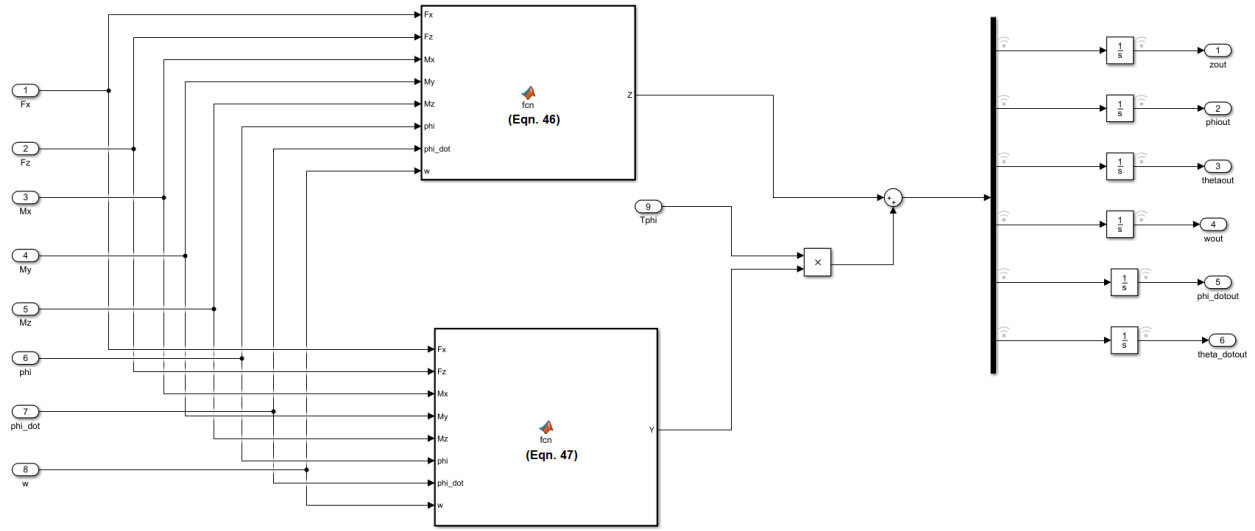 1
Fx
2
Fz
3
Mx
4
My
5
Mz
6
phi
7
phi_dot
8
w
Fx
Fz
Mx
My
Mz
phi
phi_dot
w
fcn
(Eqn. 46)
Z
Fx
Fz
Mx
My
Mz
phi
phi_dot
w
fcn
(Eqn. 47)
Y
9
Tphi
×
+
+
1
s
1
zout
1
s
2
phiout
1
s
3
thetaout
1
s
4
wout
1
s
5
phi_dotout
1
s
6
theta_dotout